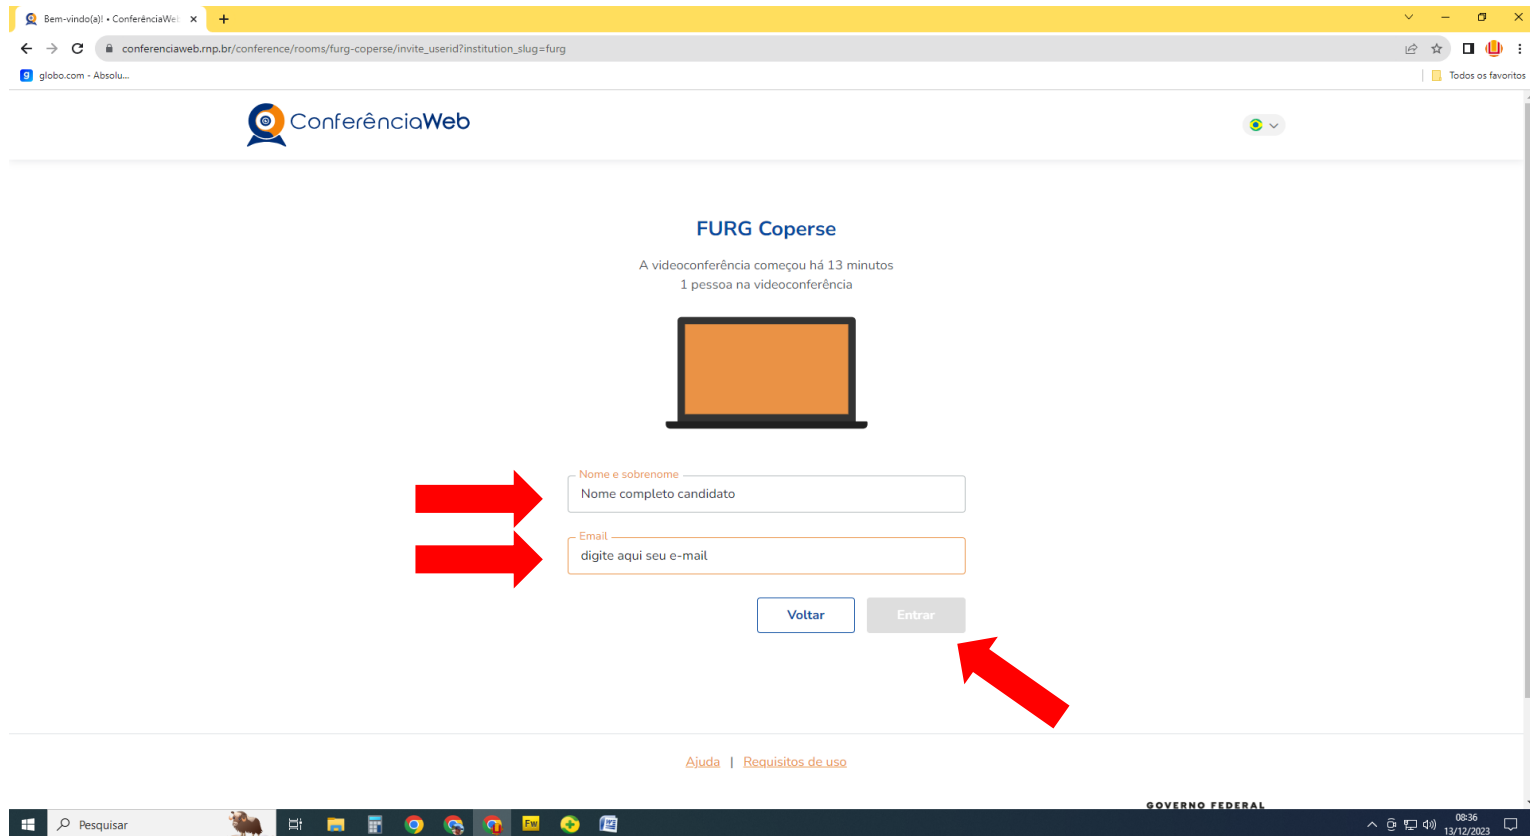 Bem-vindo(a)! • ConferênciaWe
conferenciaweb.rnp.br/conference/rooms/furg-coperse/invite_userid?institution_slug=furg
g globo.com - Absolu...
Todos os favoritos
ConferênciaWeb
FURG Coperse
A videoconferência começou há 13 minutos
1 pessoa na videoconferência
Nome e sobrenome
Nome completo candidato
Email
digite aqui seu e-mail
Voltar
Entrar
Ajuda | Requisitos de uso
GOVERNO FEDERAL
Pesquisar
Fw
08:36
13/12/2023